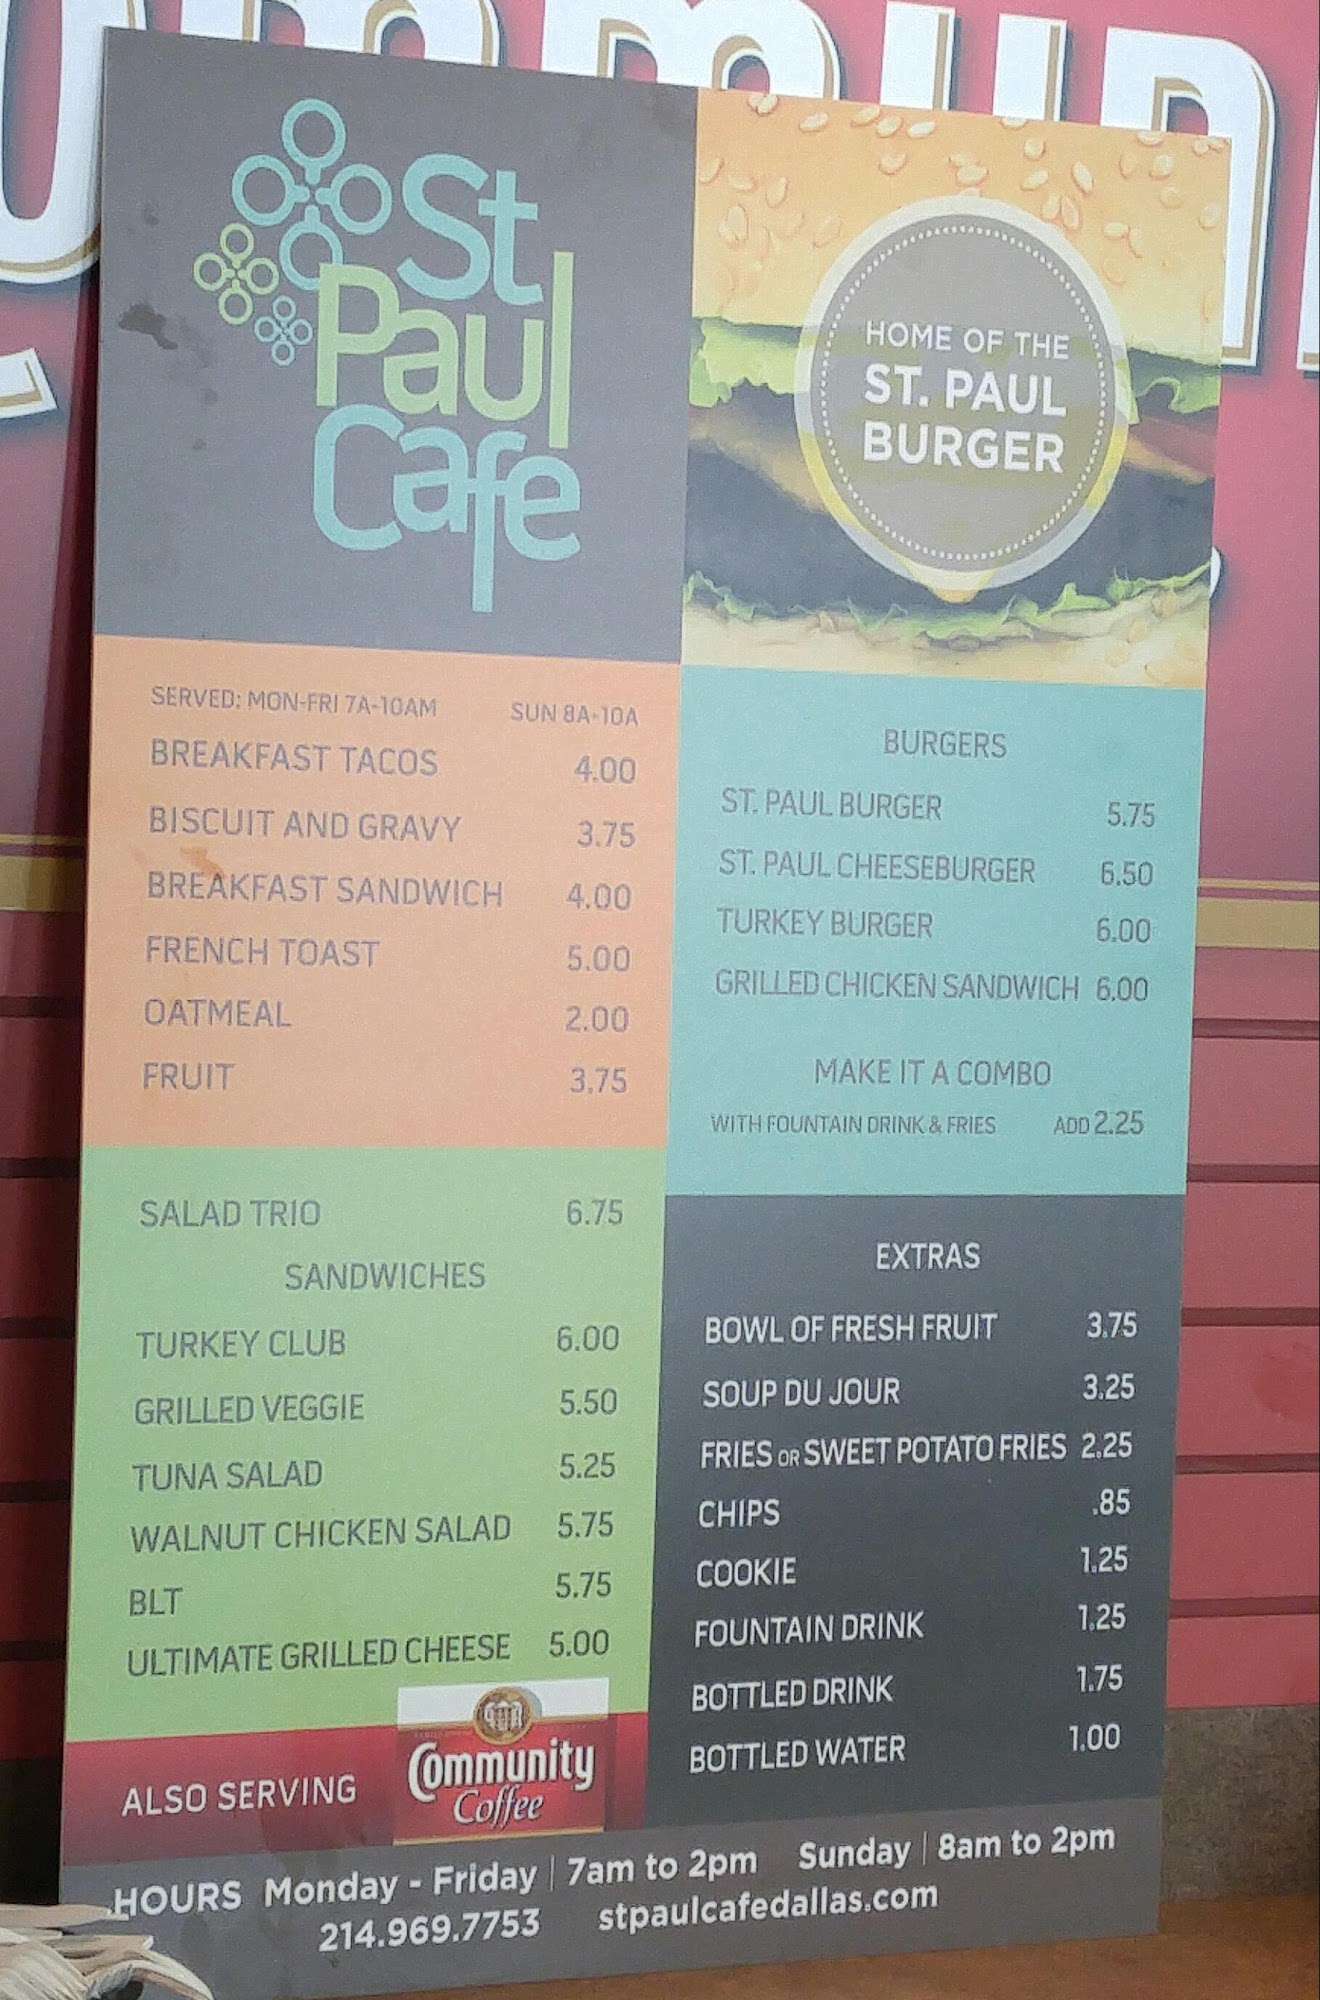 St
Paul
Cafe
HOME OF THE
ST. PAUL
BURGER
SERVED: MON-FRI 7A-10AM SUN 8A-10A
BREAKFAST TACOS 4.00
BISCUIT AND GRAVY 3.75
BREAKFAST SANDWICH 4.00
FRENCH TOAST 5.00
OATMEAL 2.00
FRUIT 3.75
BURGERS
ST. PAUL BURGER 5.75
ST. PAUL CHEESEBURGER 6.50
TURKEY BURGER 6.00
GRILLED CHICKEN SANDWICH 6.00
MAKE IT A COMBO
WITH FOUNTAIN DRINK & FRIES ADD 2.25
SALAD TRIO 6.75
SANDWICHES
TURKEY CLUB 6.00
GRILLED VEGGIE 5.50
TUNA SALAD 5.25
WALNUT CHICKEN SALAD 5.75
BLT 5.75
ULTIMATE GRILLED CHEESE 5.00
EXTRAS
BOWL OF FRESH FRUIT 3.75
SOUP DU JOUR 3.25
FRIES OR SWEET POTATO FRIES 2.25
CHIPS .85
COOKIE 1.25
FOUNTAIN DRINK 1.25
BOTTLED DRINK 1.75
BOTTLED WATER 1.00
ALSO SERVING
Community
Coffee
HOURS Monday - Friday | 7am to 2pm Sunday | 8am to 2pm
214.969.7753 stpaulcafedallas.com